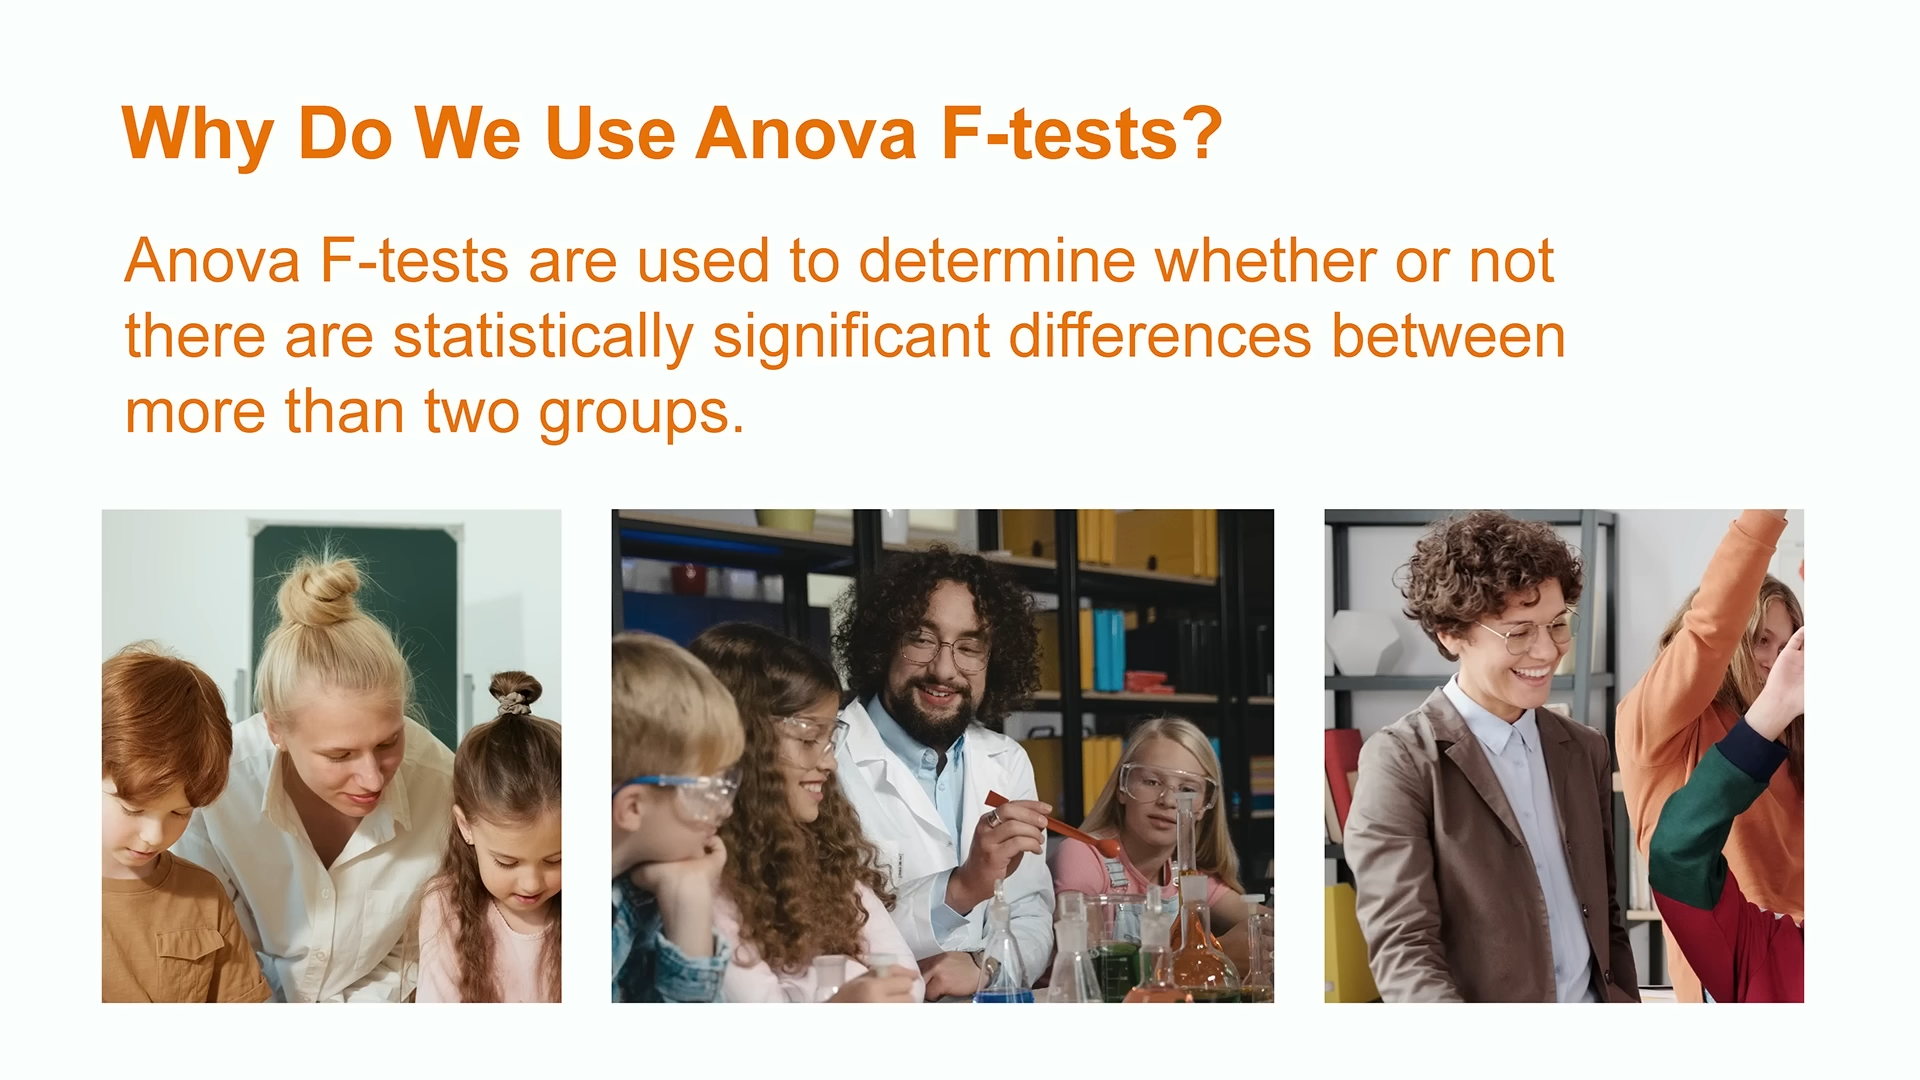 Why Do We Use Anova F-tests?
Anova F-tests are used to determine whether or not
there are statistically significant differences between
more than two groups.